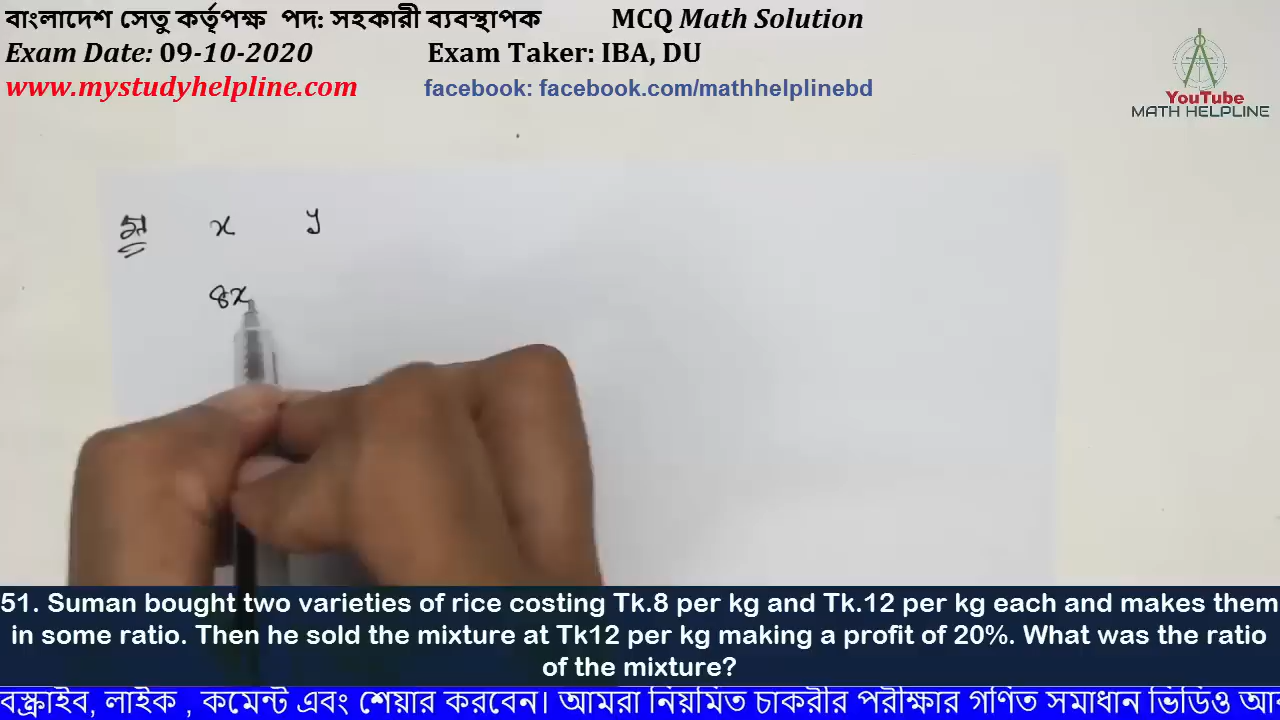 বাংলাদেশ সেতু কর্তৃপক্ষ পদ: সহকারী ব্যবস্থাপক MCQ Math Solution
Exam Date: 09-10-2020 Exam Taker: IBA, DU
www.mystudyhelpline.com facebook: facebook.com/mathhelplinebd
YouTube
MATH HELPLINE
x y
8x
51. Suman bought two varieties of rice costing Tk.8 per kg and Tk.12 per kg each and makes them
in some ratio. Then he sold the mixture at Tk12 per kg making a profit of 20%. What was the ratio
of the mixture?
বস্ক্রাইব, লাইক , কমেন্ট এবং শেয়ার করবেন। আমরা নিয়মিত চাকরীর পরীক্ষার গণিত সমাধান ভিডিও